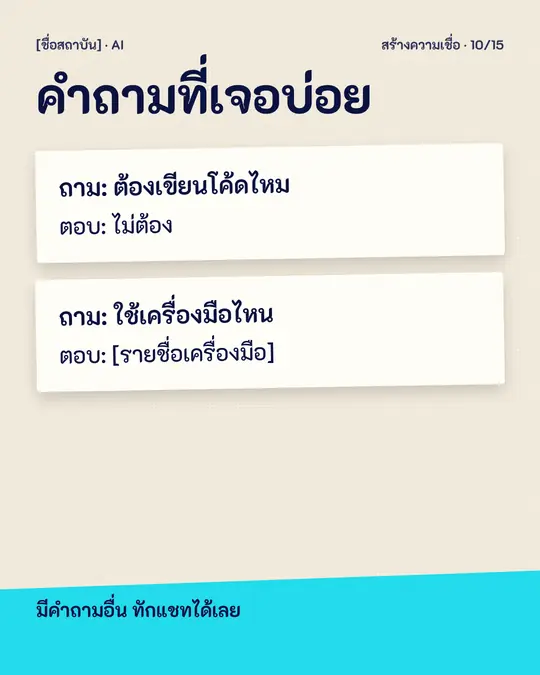 [ชื่อสถาบัน] · AI
สร้างความเชื่อ · 10/15
คำถามที่เจอบ่อย
ถาม: ต้องเขียนโค้ดไหม
ตอบ: ไม่ต้อง
ถาม: ใช้เครื่องมือไหน
ตอบ: [รายชื่อเครื่องมือ]
มีคำถามอื่น ทักแชทได้เลย